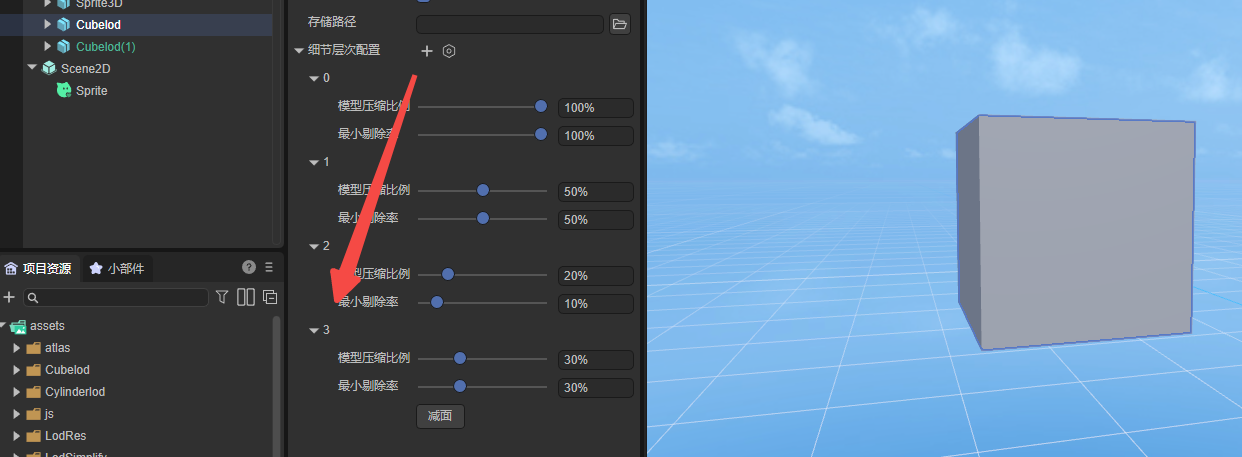 Sprite3D
Cubelod
Cubelod(1)
Scene2D
Sprite
项目资源
小部件
assets
atlas
Cubelod
Cylinderlod
js
LodRes
LodSimplify
存储路径
细节层次配置
0
模型压缩比例 100%
最小剔除率 100%
1
模型压缩比例 50%
最小剔除率 50%
2
模型压缩比例 20%
最小剔除率 10%
3
模型压缩比例 30%
最小剔除率 30%
减面